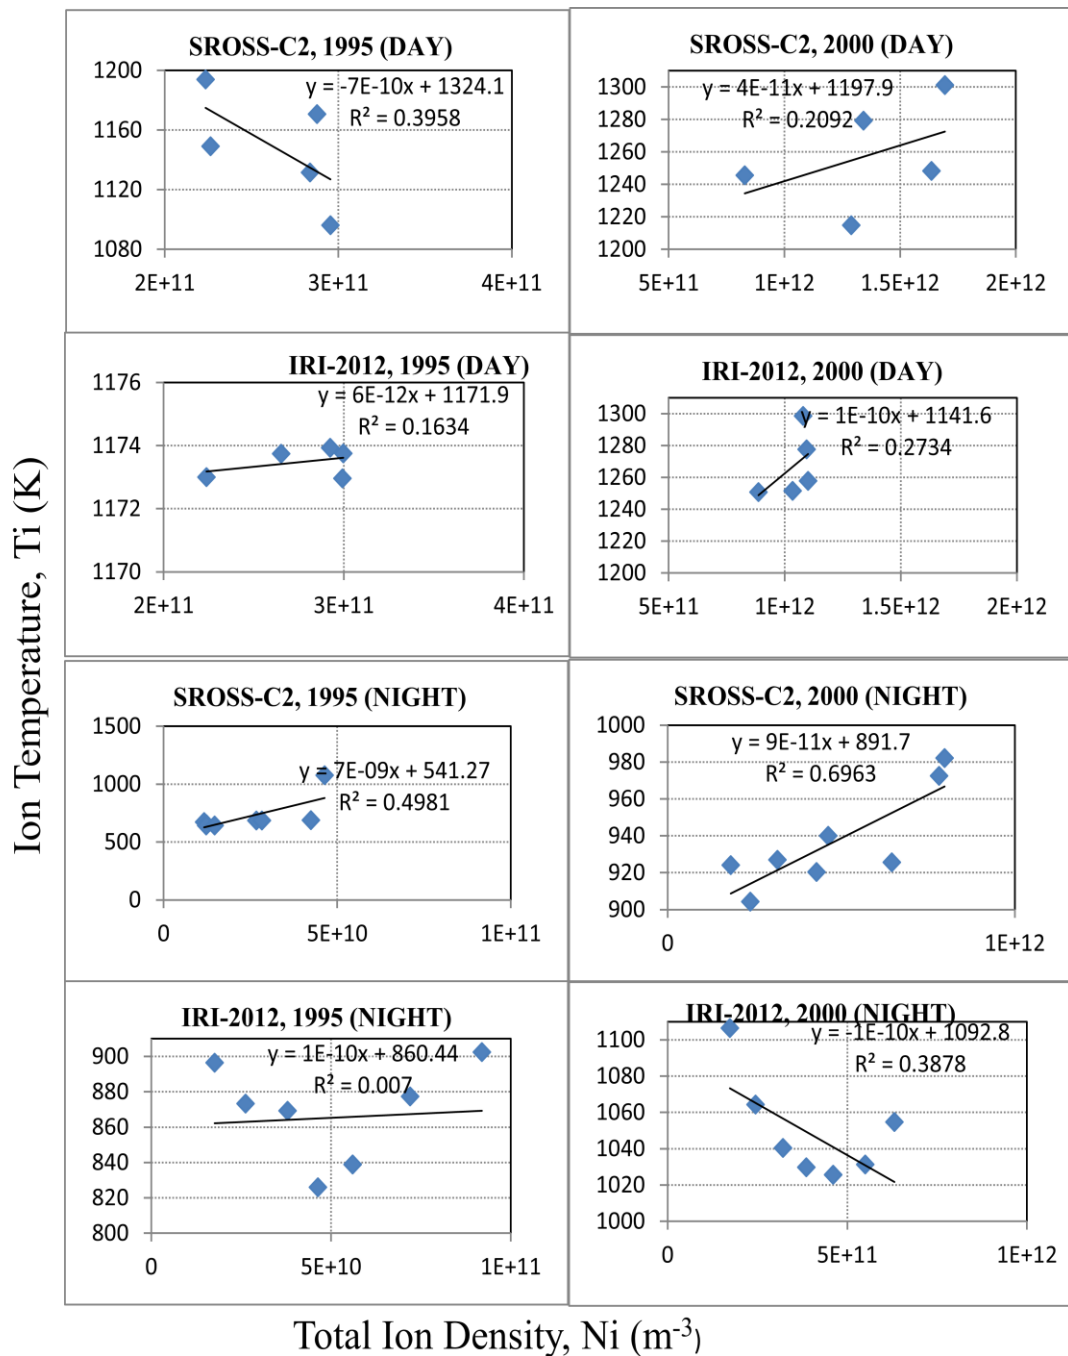 Ion Temperature, Ti (K)
SROSS-C2, 1995 (DAY)
y = -7E-10x + 1324.1
R² = 0.3958
1200
1160
1120
1080
2E+11
3E+11
4E+11
SROSS-C2, 2000 (DAY)
y = 4E-11x + 1197.9
R² = 0.2092
1300
1280
1260
1240
1220
1200
5E+11
1E+12
1.5E+12
2E+12
IRI-2012, 1995 (DAY)
y = 6E-12x + 1171.9
R² = 0.1634
1176
1174
1172
1170
2E+11
3E+11
4E+11
IRI-2012, 2000 (DAY)
y = 1E-10x + 1141.6
R² = 0.2734
1300
1280
1260
1240
1220
1200
5E+11
1E+12
1.5E+12
2E+12
SROSS-C2, 1995 (NIGHT)
y = 7E-09x + 541.27
R² = 0.4981
1500
1000
500
0
0
5E+10
1E+11
SROSS-C2, 2000 (NIGHT)
y = 9E-11x + 891.7
R² = 0.6963
1000
980
960
940
920
900
0
1E+12
IRI-2012, 1995 (NIGHT)
y = 1E-10x + 860.44
R² = 0.007
900
880
860
840
820
800
0
5E+10
1E+11
IRI-2012, 2000 (NIGHT)
y = -1E-10x + 1092.8
R² = 0.3878
1100
1080
1060
1040
1020
1000
0
5E+11
1E+12
Total Ion Density, Ni (m⁻³)